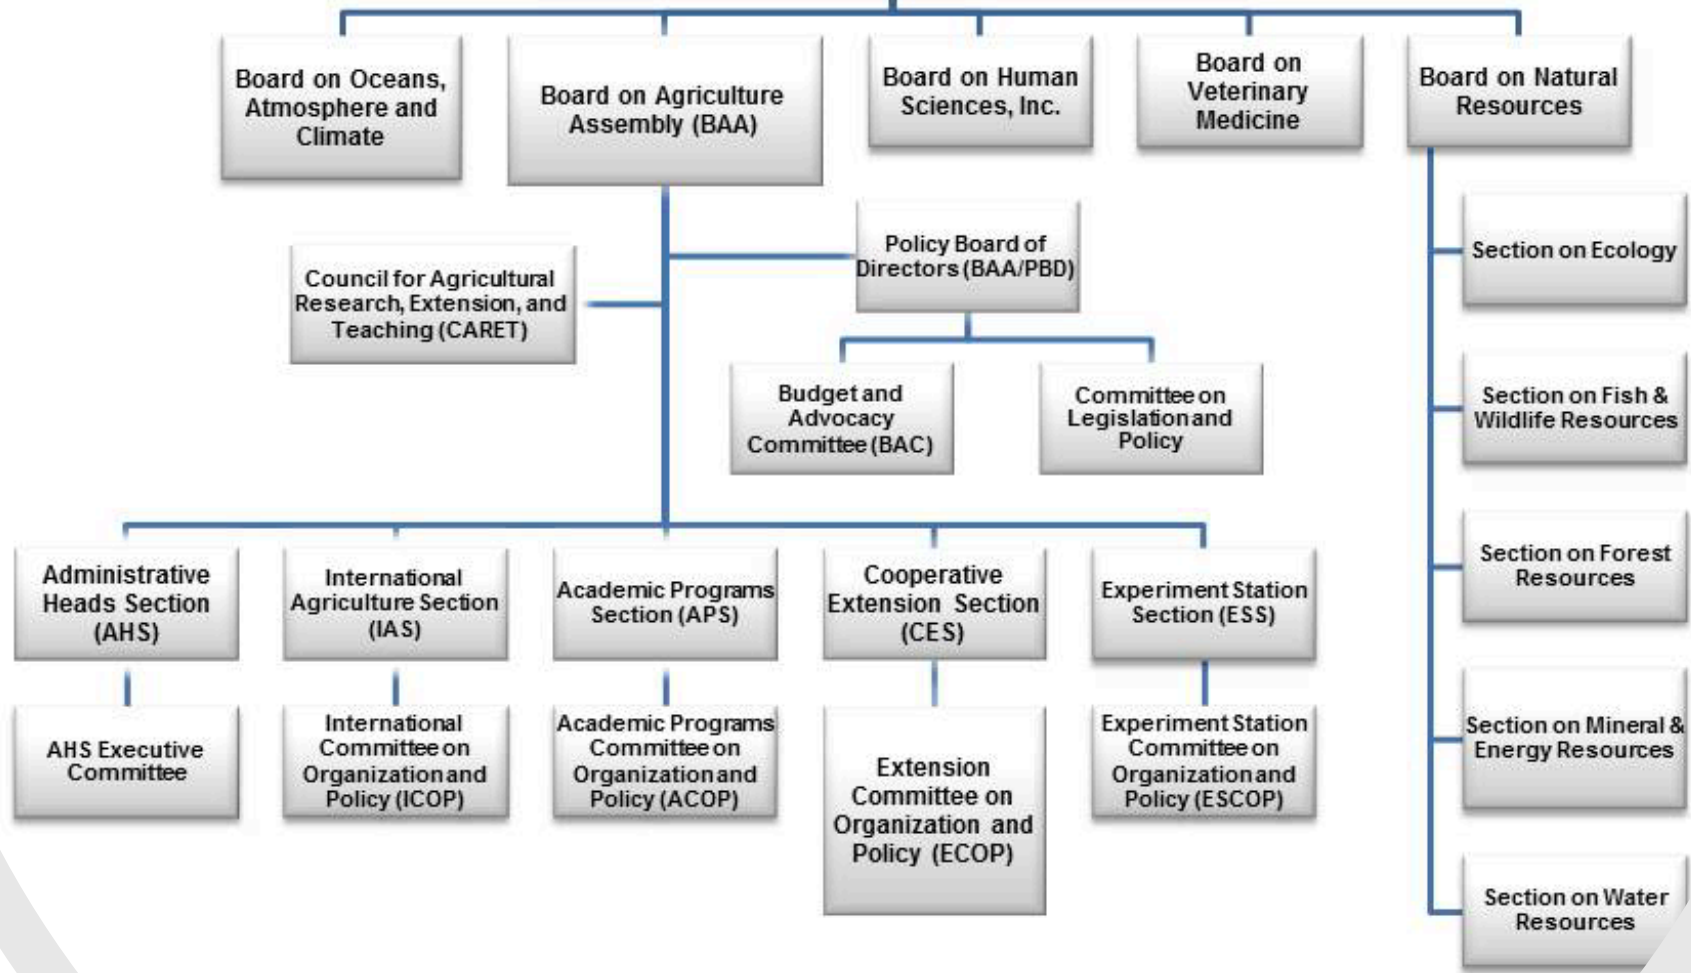 Board on Oceans,
Atmosphere and
Climate
Board on Agriculture
Assembly (BAA)
Board on Human
Sciences, Inc.
Board on
Veterinary
Medicine
Board on Natural
Resources
Council for Agricultural
Research, Extension, and
Teaching (CARET)
Policy Board of
Directors (BAA/PBD)
Budget and
Advocacy
Committee (BAC)
Committee on
Legislation and
Policy
Section on Ecology
Section on Fish &
Wildlife Resources
Section on Forest
Resources
Section on Mineral &
Energy Resources
Section on Water
Resources
Administrative
Heads Section
(AHS)
International
Agriculture Section
(IAS)
Academic Programs
Section (APS)
Cooperative
Extension Section
(CES)
Experiment Station
Section (ESS)
AHS Executive
Committee
International
Committee on
Organization and
Policy (ICOP)
Academic Programs
Committee on
Organization and
Policy (ACOP)
Extension
Committee on
Organization and
Policy (ECOP)
Experiment Station
Committee on
Organization and
Policy (ESCOP)